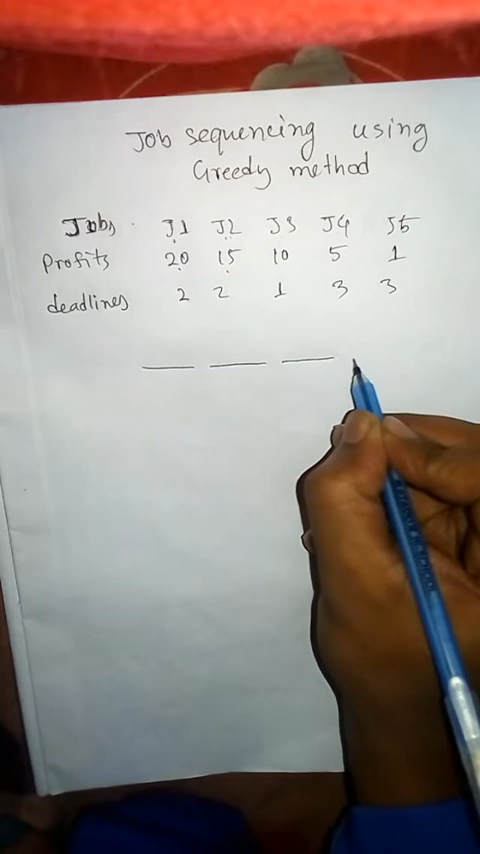 Job sequencing using
Greedy method
Jobs. J1 J2 J3 J4 J5
Profits 20 15 10 5 1
deadlines 2 2 1 3 3